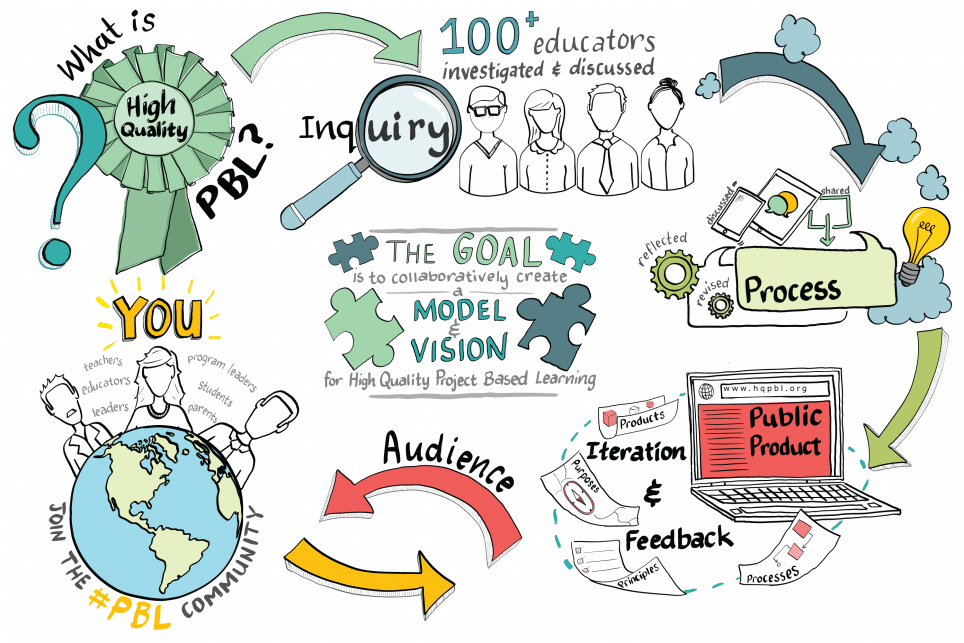 What is
High
Quality
PBL?
100+ educators
investigated & discussed
Inquiry
discussed
shared
reflected
revised
Process
THE GOAL
is to collaboratively create
a
MODEL
&
VISION
for High Quality Project Based Learning
YOU
teachers
educators
leaders
program leaders
students
parents
JOIN THE #PBL COMMUNITY
Audience
www.hqpbl.org
Public
Product
Products
Iteration
&
Feedback
Purposes
Principles
Processes